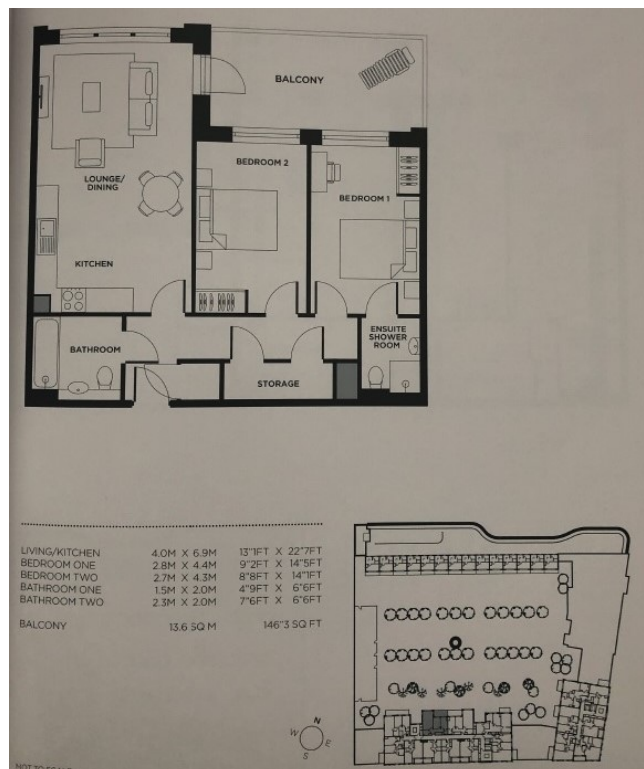 BALCONY
BEDROOM 2
LOUNGE/
DINING
BEDROOM 1
KITCHEN
ENSUITE
SHOWER
ROOM
BATHROOM
STORAGE
LIVING/KITCHEN 4.0M X 6.9M 13"1FT X 22"7FT
BEDROOM ONE 2.8M X 4.4M 9"2FT X 14"5FT
BEDROOM TWO 2.7M X 4.3M 8"8FT X 14"1FT
BATHROOM ONE 1.5M X 2.0M 4"9FT X 6"6FT
BATHROOM TWO 2.3M X 2.0M 7"6FT X 6"6FT
BALCONY 13.6 SQ M 146"3 SQ FT
N
W E
S
NOT TO SCALE